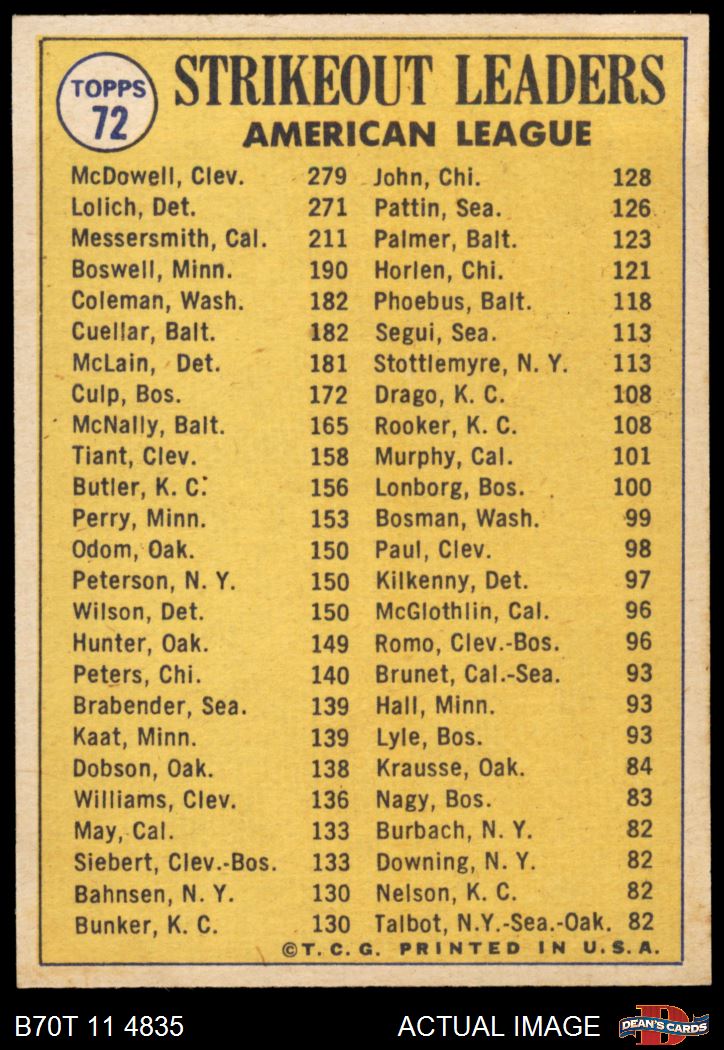 TOPPS
72
STRIKEOUT LEADERS
AMERICAN LEAGUE
McDowell, Clev. 279
Lolich, Det. 271
Messersmith, Cal. 211
Boswell, Minn. 190
Coleman, Wash. 182
Cuellar, Balt. 182
McLain, Det. 181
Culp, Bos. 172
McNally, Balt. 165
Tiant, Clev. 158
Butler, K. C. 156
Perry, Minn. 153
Odom, Oak. 150
Peterson, N. Y. 150
Wilson, Det. 150
Hunter, Oak. 149
Peters, Chi. 140
Brabender, Sea. 139
Kaat, Minn. 139
Dobson, Oak. 138
Williams, Clev. 136
May, Cal. 133
Siebert, Clev.-Bos. 133
Bahnsen, N. Y. 130
Bunker, K. C. 130
John, Chi. 128
Pattin, Sea. 126
Palmer, Balt. 123
Horlen, Chi. 121
Phoebus, Balt. 118
Segui, Sea. 113
Stottlemyre, N. Y. 113
Drago, K. C. 108
Rooker, K. C. 108
Murphy, Cal. 101
Lonborg, Bos. 100
Bosman, Wash. 99
Paul, Clev. 98
Kilkenny, Det. 97
McGlothlin, Cal. 96
Romo, Clev.-Bos. 96
Brunet, Cal.-Sea. 93
Hall, Minn. 93
Lyle, Bos. 93
Krausse, Oak. 84
Nagy, Bos. 83
Burbach, N. Y. 82
Downing, N. Y. 82
Nelson, K. C. 82
Talbot, N.Y.-Sea.-Oak. 82
©T. C. G. PRINTED IN U. S. A.
B70T 11 4835
ACTUAL IMAGE
D
DEAN'S CARDS